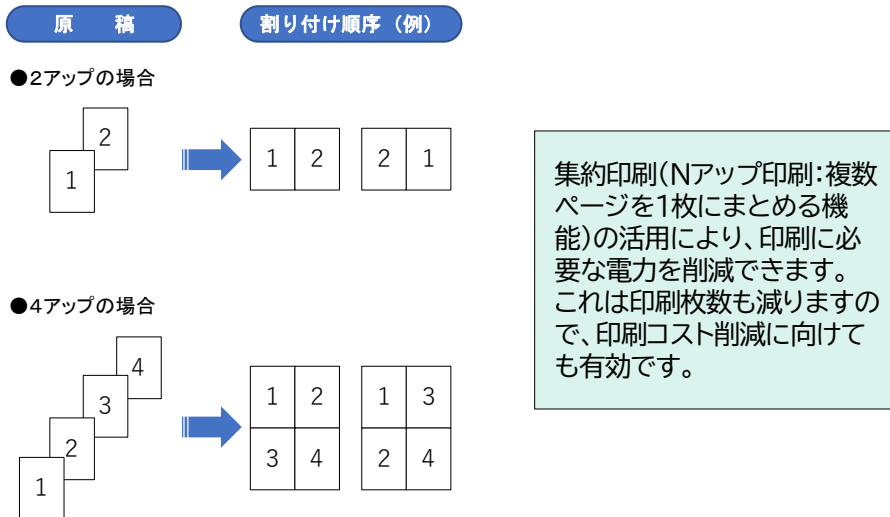 原　稿
割り付け順序（例）
●2アップの場合
1
2
1 2
2 1
●4アップの場合
1
2
3
4
1 2
3 4
1 3
2 4
集約印刷(Nアップ印刷:複数
ページを1枚にまとめる機
能)の活用により、印刷に必
要な電力を削減できます。
これは印刷枚数も減りますの
で、印刷コスト削減に向けて
も有効です。